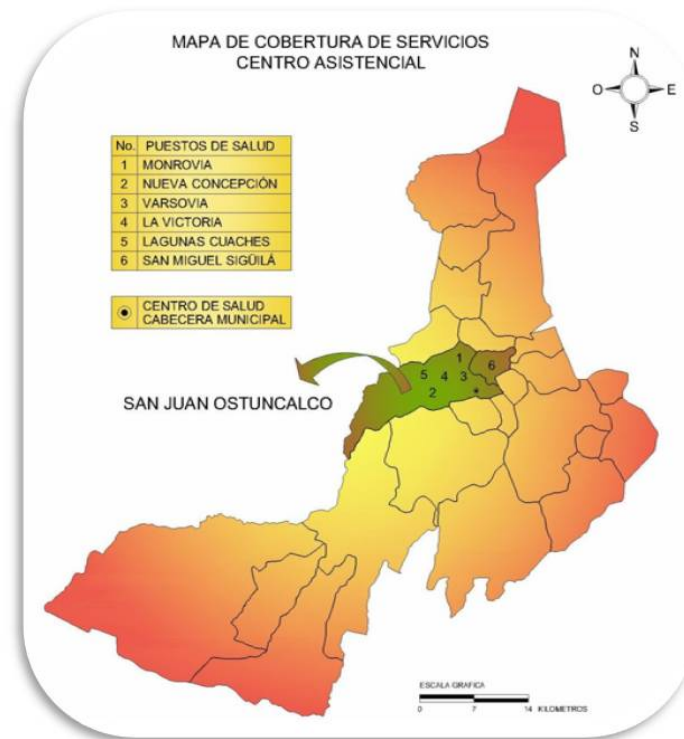 MAPA DE COBERTURA DE SERVICIOS
CENTRO ASISTENCIAL
N
O E
S
No. PUESTOS DE SALUD
1 MONROVIA
2 NUEVA CONCEPCIÓN
3 VARSOVIA
4 LA VICTORIA
5 LAGUNAS CUACHES
6 SAN MIGUEL SIGÜILÁ
CENTRO DE SALUD
CABECERA MUNICIPAL
1
6
5 4 3
2
SAN JUAN OSTUNCALCO
ESCALA GRAFICA
0 7 14 KILOMETROS